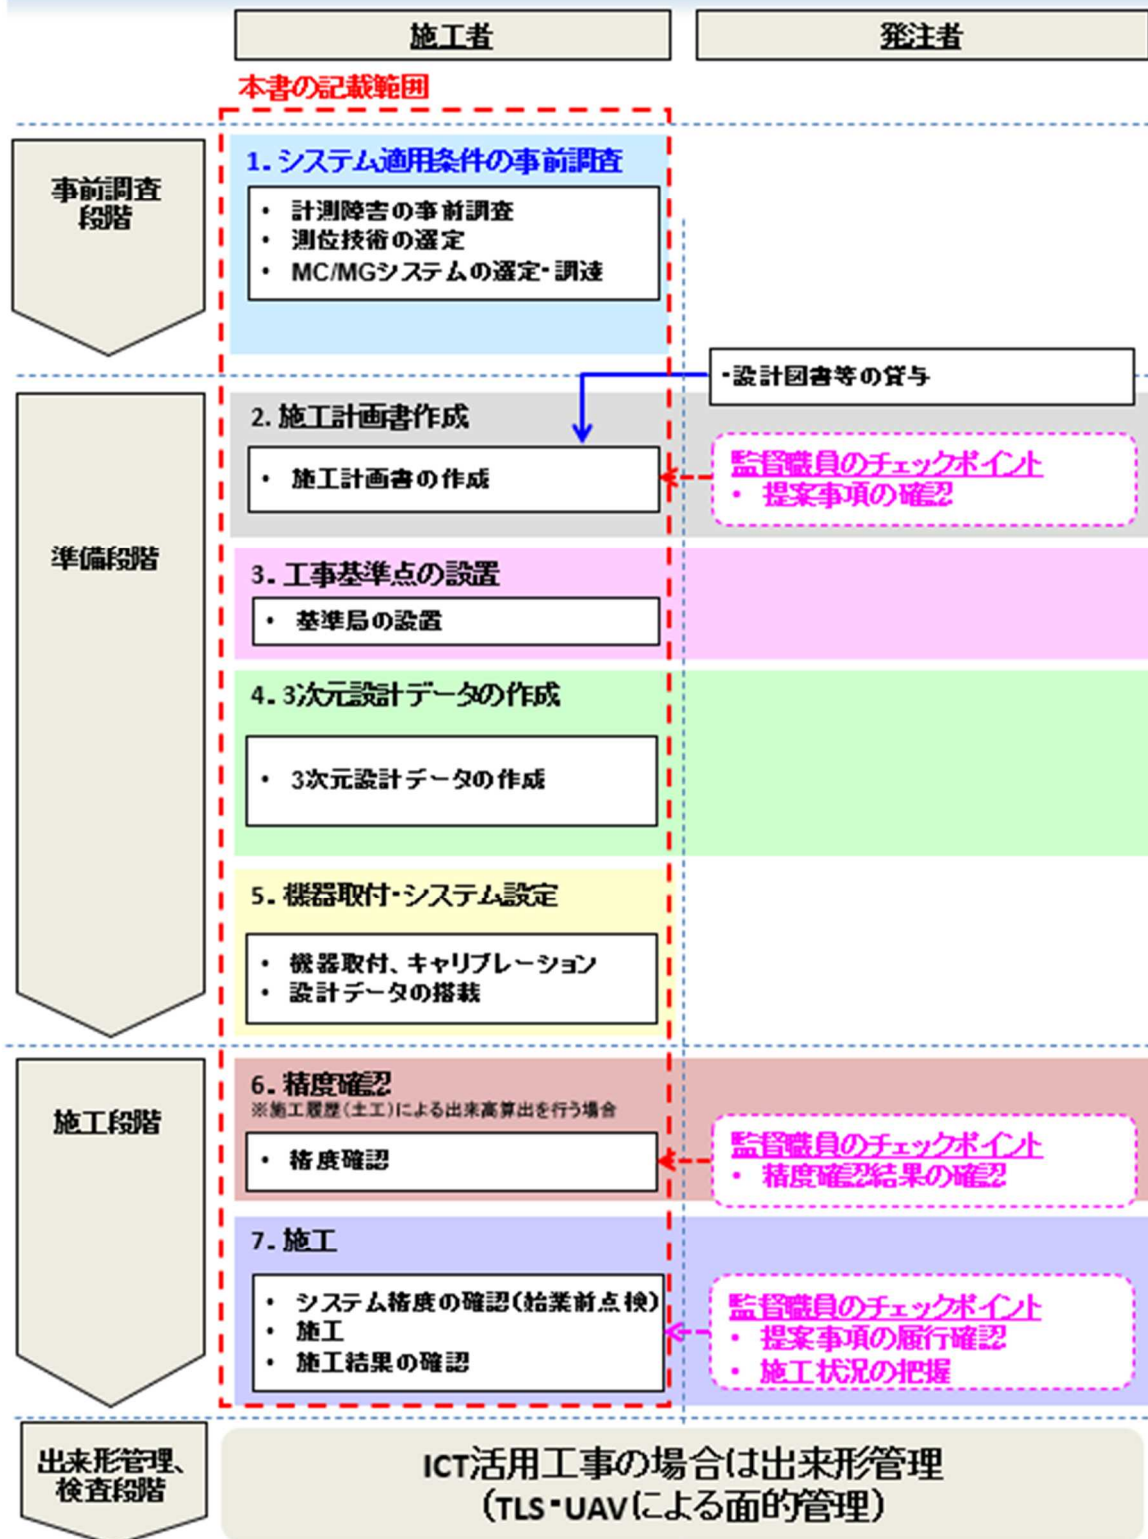 施工者
発注者
本書の記載範囲
事前調査
段階
1. システム適用条件の事前調査
・ 計測障害の事前調査
・ 測位技術の選定
・ MC/MGシステムの選定・調達
・設計図書等の貸与
準備段階
2. 施工計画書作成
・ 施工計画書の作成
監督職員のチェックポイント
・ 提案事項の確認
3. 工事基準点の設置
・ 基準局の設置
4. 3次元設計データの作成
・ 3次元設計データの作成
5. 機器取付・システム設定
・ 機器取付、キャリブレーション
・ 設計データの搭載
施工段階
6. 精度確認
※施工履歴(土工)による出来高算出を行う場合
・ 精度確認
監督職員のチェックポイント
・ 精度確認結果の確認
7. 施工
・ システム精度の確認(始業前点検)
・ 施工
・ 施工結果の確認
監督職員のチェックポイント
・ 提案事項の履行確認
・ 施工状況の把握
出来形管理、
検査段階
ICT活用工事の場合は出来形管理
(TLS・UAVによる面的管理)